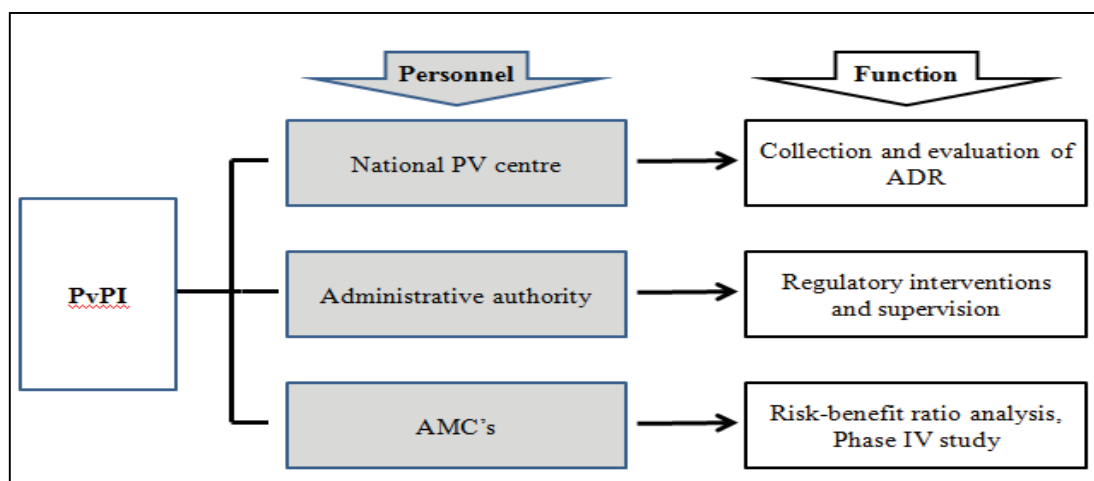 Personnel
Function
National PV centre
Collection and evaluation of
ADR
PvPI
Administrative authority
Regulatory interventions
and supervision
AMC’s
Risk-benefit ratio analysis,
Phase IV study